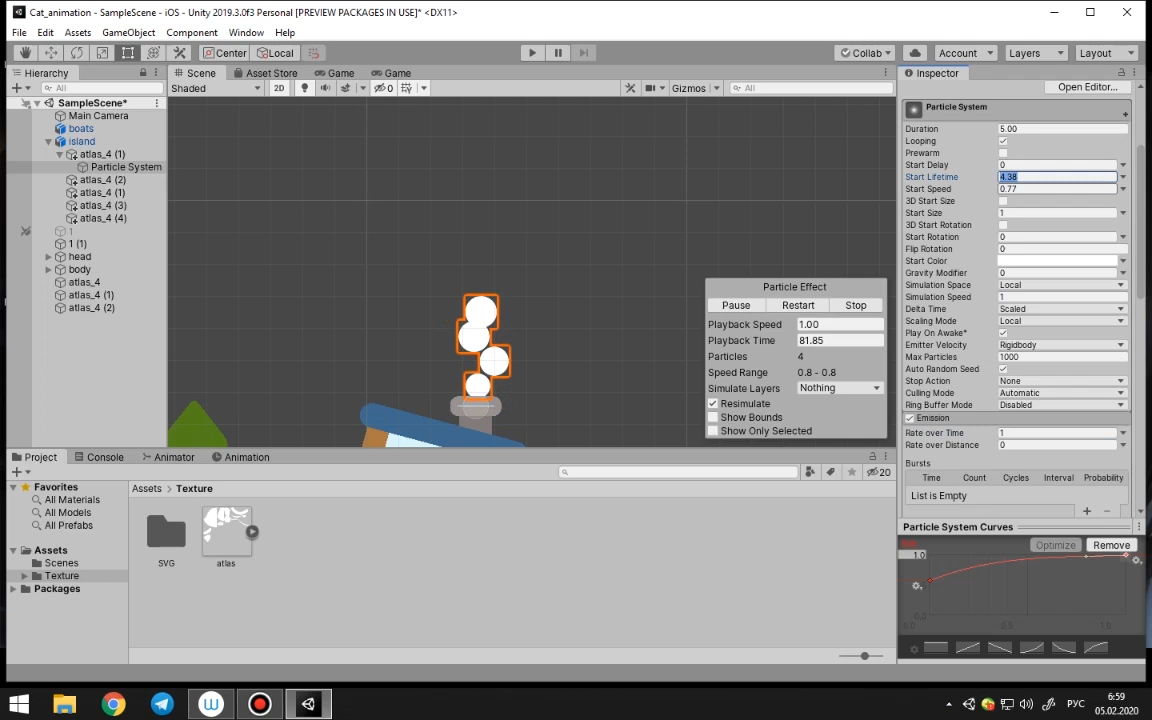 Cat_animation - SampleScene - iOS - Unity 2019.3.0f3 Personal [PREVIEW PACKAGES IN USE]* <DX11>
File Edit Assets GameObject Component Window Help
Center Local Collab Account Layers Layout
Hierarchy Scene Asset Store Game Game Inspector
All Shaded 2D 0 Gizmos All Open Editor...
SampleScene*
Main Camera
boats
island
atlas_4 (1)
Particle System
atlas_4 (2)
atlas_4 (1)
atlas_4 (3)
atlas_4 (4)
1
1 (1)
head
body
atlas_4
atlas_4 (1)
atlas_4 (2)
Particle Effect
Pause Restart Stop
Playback Speed 1.00
Playback Time 81.85
Particles 4
Speed Range 0.8 - 0.8
Simulate Layers Nothing
Resimulate
Show Bounds
Show Only Selected
Particle System
Duration 5.00
Looping
Prewarm
Start Delay 0
Start Lifetime 4.38
Start Speed 0.77
3D Start Size
Start Size 1
3D Start Rotation
Start Rotation 0
Flip Rotation 0
Start Color
Gravity Modifier 0
Simulation Space Local
Simulation Speed 1
Delta Time Scaled
Scaling Mode Local
Play On Awake*
Emitter Velocity Rigidbody
Max Particles 1000
Auto Random Seed
Stop Action None
Culling Mode Automatic
Ring Buffer Mode Disabled
Emission
Rate over Time 1
Rate over Distance 0
Bursts
Time Count Cycles Interval Probability
List is Empty
Particle System Curves
Optimize Remove
1.0
0.0 0.5 1.0
Project Console Animator Animation
20
Favorites
All Materials
All Models
All Prefabs
Assets
Scenes
Texture
Packages
Assets > Texture
SVG atlas
РУС
6:59
05.02.2020